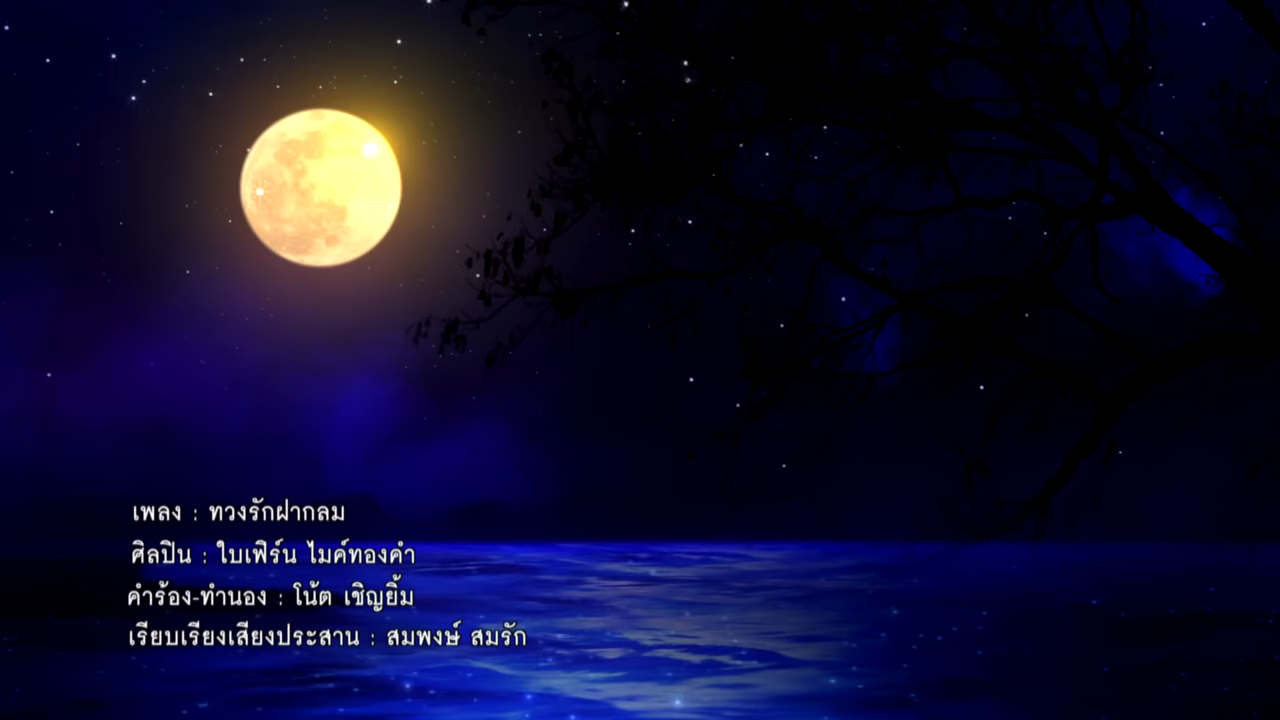 เพลง : ทวงรักฝากลม
ศิลปิน : ใบเฟิร์น ไมค์ทองคำ
คำร้อง-ทำนอง : โน้ต เชิญยิ้ม
เรียบเรียงเสียงประสาน : สมพงษ์ สมรัก